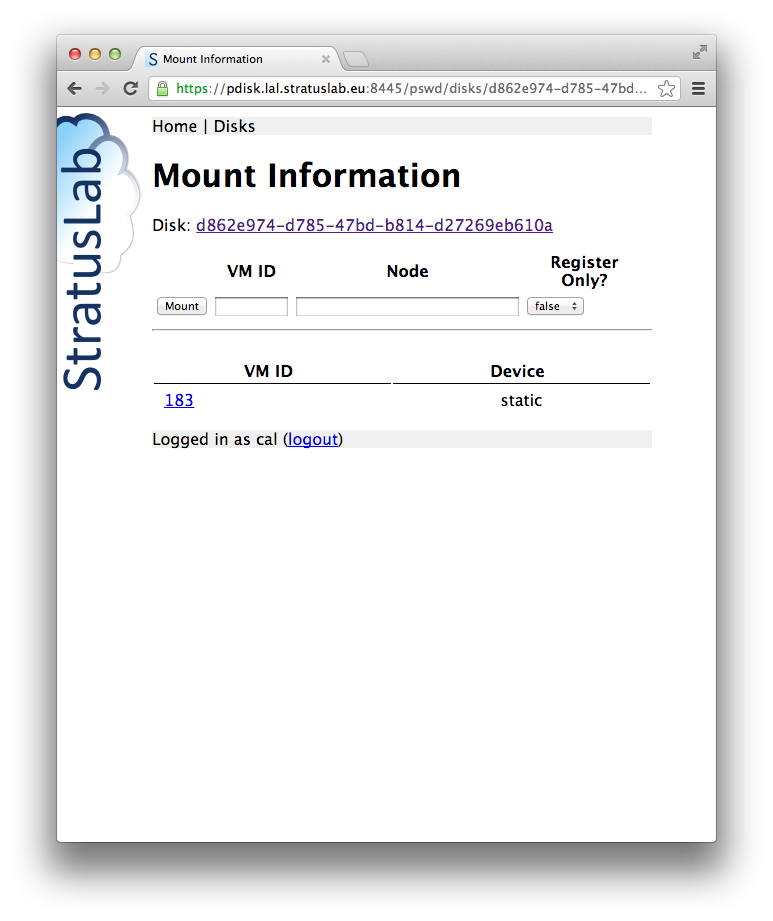 Mount Information
https://pdisk.lal.stratuslab.eu:8445/pswd/disks/d862e974-d785-47bd...
StratusLab
Home | Disks
Mount Information
Disk: d862e974-d785-47bd-b814-d27269eb610a
VM ID Node Register Only?
Mount false
VM ID Device
183 static
Logged in as cal (logout)